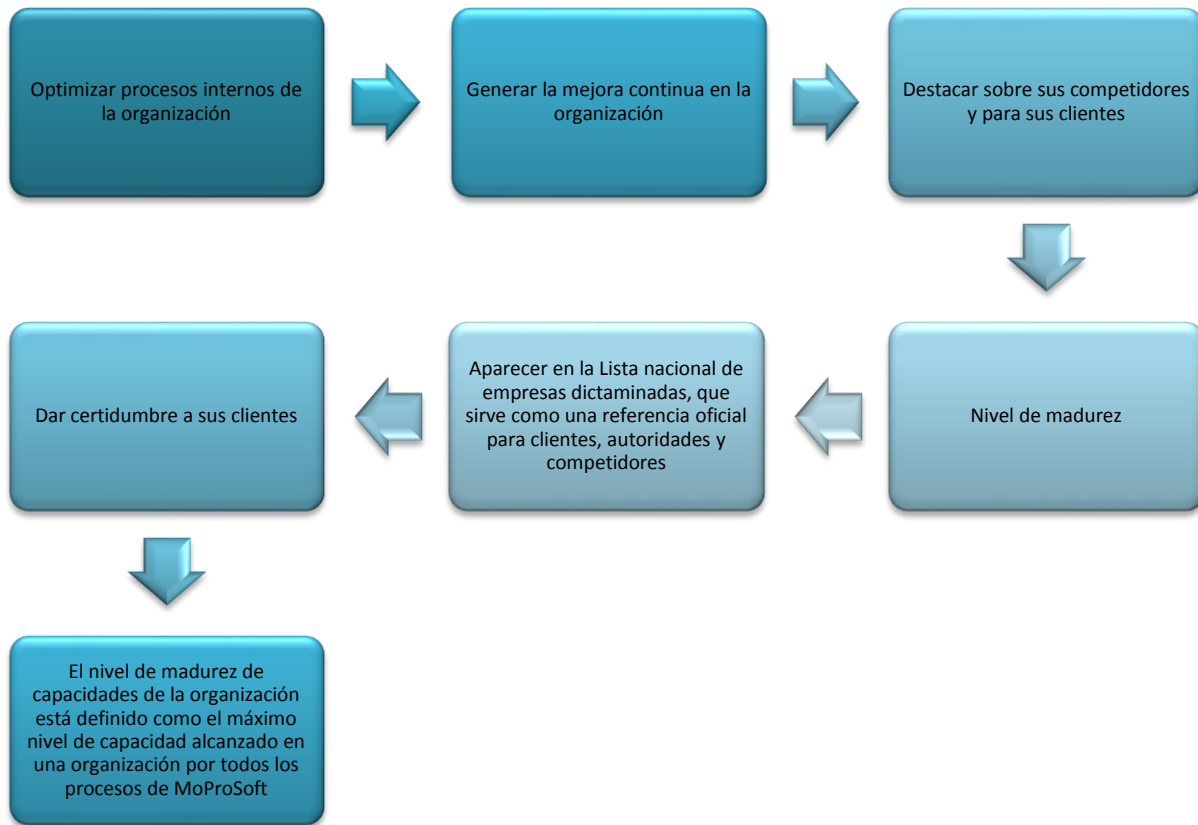 Optimizar procesos internos de
la organización
Generar la mejora continua en la
organización
Destacar sobre sus competidores
y para sus clientes
Nivel de madurez
Aparecer en la Lista nacional de
empresas dictaminadas, que
sirve como una referencia oficial
para clientes, autoridades y
competidores
Dar certidumbre a sus clientes
El nivel de madurez de
capacidades de la organización
está definido como el máximo
nivel de capacidad alcanzado en
una organización por todos los
procesos de MoProSoft